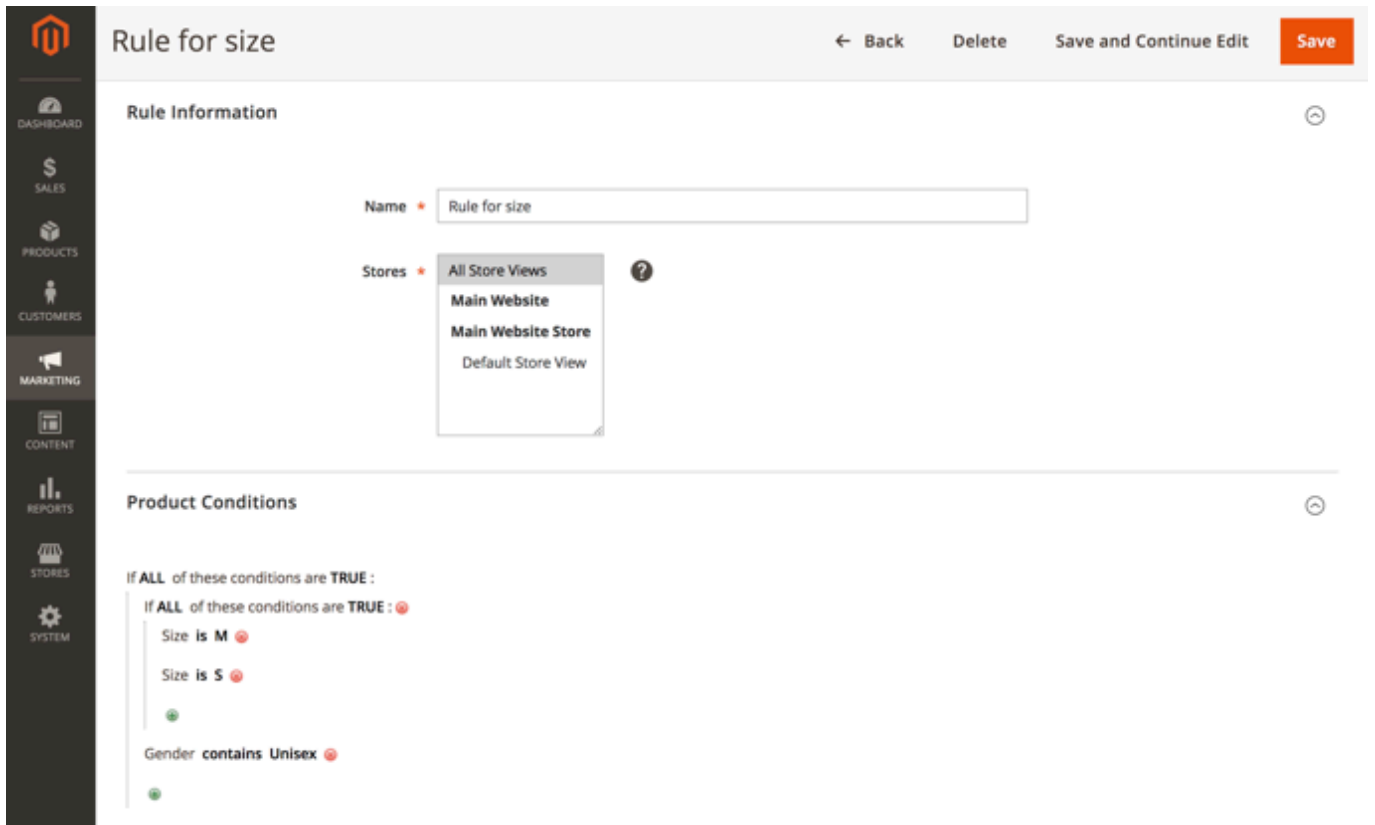 Rule for size
← Back
Delete
Save and Continue Edit
Save
DASHBOARD
SALES
PRODUCTS
CUSTOMERS
MARKETING
CONTENT
REPORTS
STORES
SYSTEM
Rule Information
Name * Rule for size
Stores * All Store Views ?
Main Website
Main Website Store
Default Store View
Product Conditions
If ALL of these conditions are TRUE :
If ALL of these conditions are TRUE :
Size is M
Size is S
Gender contains Unisex